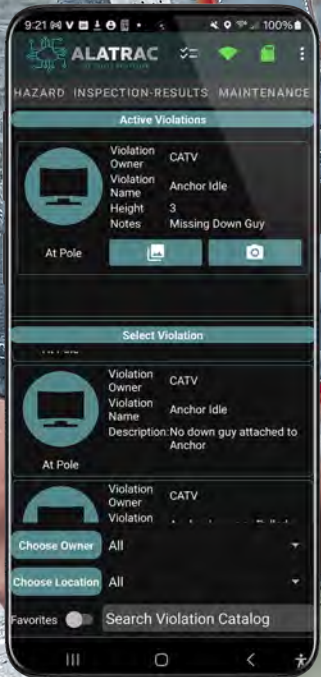 9:21
100%
ALATRAC
HAZARD INSPECTION-RESULTS MAINTENANCE
Active Violations
Violation Owner CATV
Violation Name Anchor Idle
Height 3
Notes Missing Down Guy
At Pole
Select Violation
Violation Owner CATV
Violation Name Anchor Idle
Description: No down guy attached to Anchor
At Pole
Violation Owner CATV
Violation
Choose Owner All
Choose Location All
Favorites Search Violation Catalog